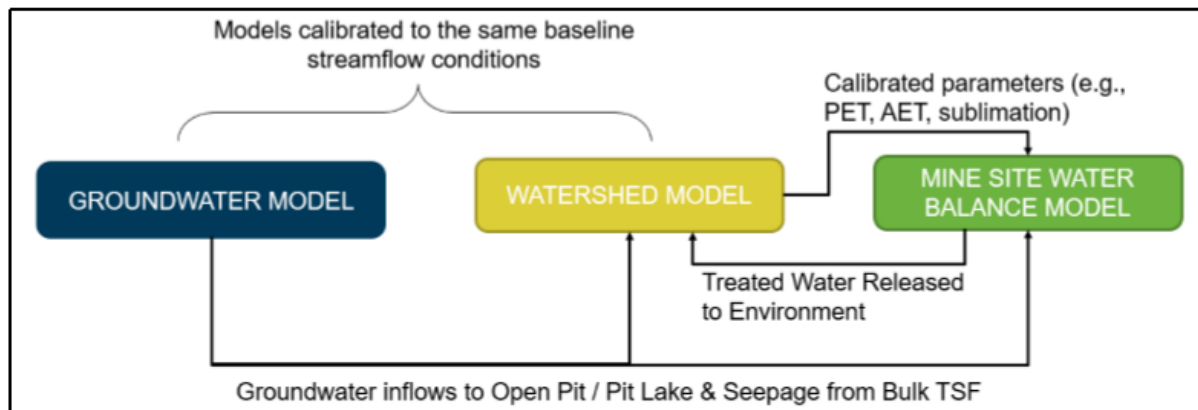 Models calibrated to the same baseline
streamflow conditions
Calibrated parameters (e.g.,
PET, AET, sublimation)
GROUNDWATER MODEL
WATERSHED MODEL
MINE SITE WATER
BALANCE MODEL
Treated Water Released
to Environment
Groundwater inflows to Open Pit / Pit Lake & Seepage from Bulk TSF